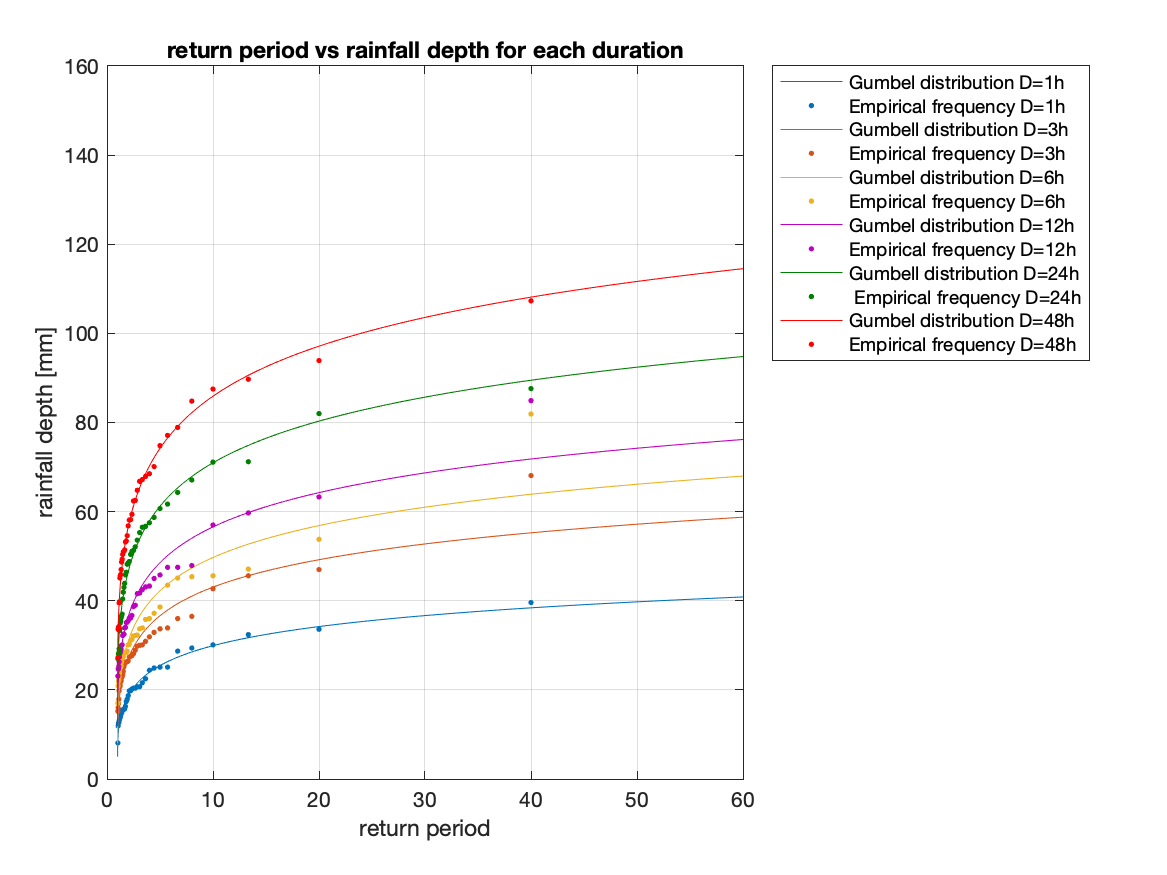 return period vs rainfall depth for each duration
160
140
120
100
80
60
40
20
0
rainfall depth [mm]
0 10 20 30 40 50 60
return period
Gumbel distribution D=1h
Empirical frequency D=1h
Gumbell distribution D=3h
Empirical frequency D=3h
Gumbel distribution D=6h
Empirical frequency D=6h
Gumbel distribution D=12h
Empirical frequency D=12h
Gumbell distribution D=24h
Empirical frequency D=24h
Gumbel distribution D=48h
Empirical frequency D=48h